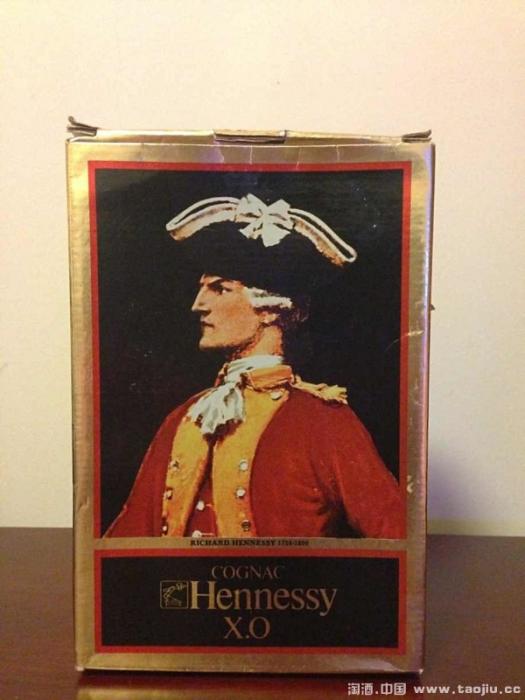 RICHARD HENNESSY 1724-1800
COGNAC
Hennessy
X.O
淘酒.中国 www.taojiu.cc